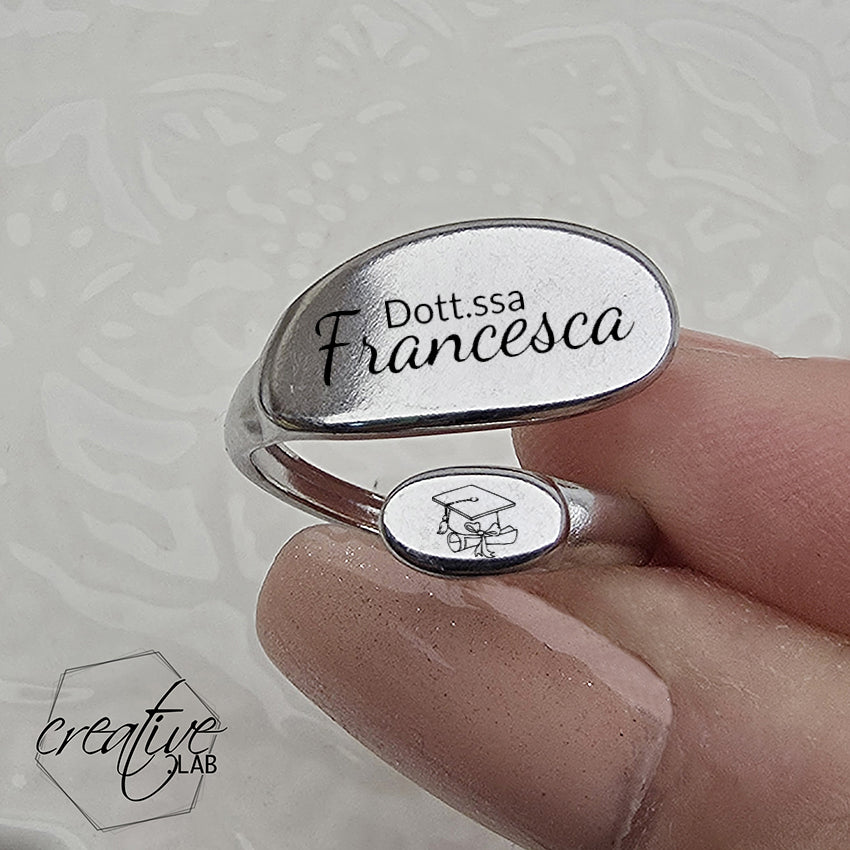 Dott.ssa
Francesca
creative
.LAB